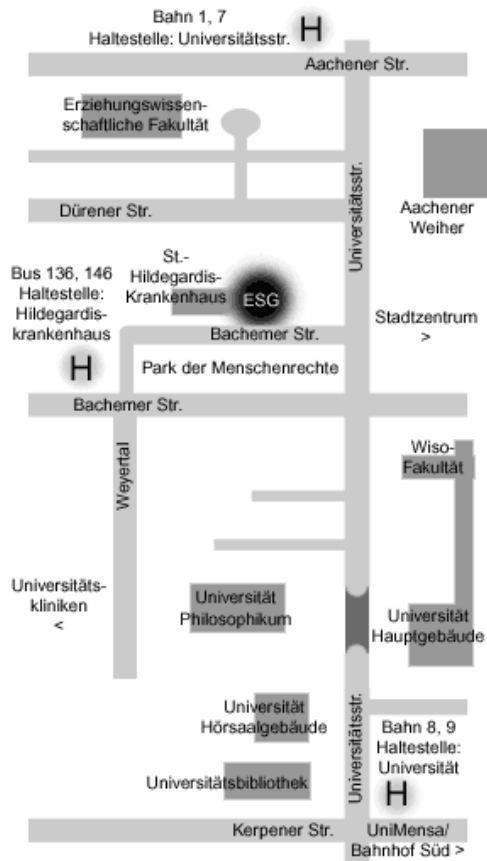 Bahn 1, 7
Haltestelle: Universitätsstr.
H
Aachener Str.
Erziehungswissen-
schaftliche Fakultät
Universitätsstr.
Dürener Str.
Aachener
Weiher
St.-
Hildegardis-
Krankenhaus
ESG
Bus 136, 146
Haltestelle:
Hildegardis-
krankenhaus
H
Stadtzentrum
>
Bachemer Str.
Park der Menschenrechte
Bachemer Str.
Weyertal
Wiso-
Fakultät
Universitäts-
kliniken
<
Universität
Philosophikum
Universität
Hauptgebäude
Universität
Hörsaalgebäude
Universitätsstr.
Bahn 8, 9
Haltestelle:
Universität
H
Universitätsbibliothek
Kerpener Str.
UniMensa/
Bahnhof Süd >